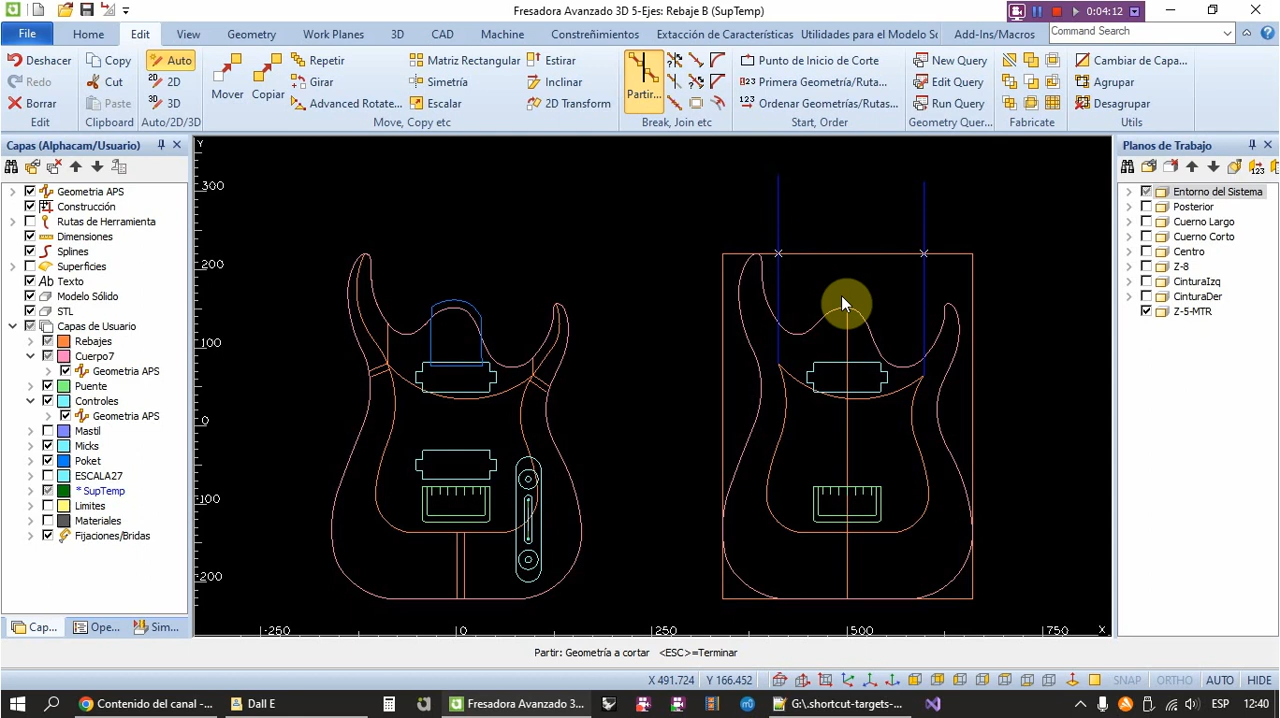 Fresadora Avanzado 3D 5-Ejes: Rebaje B (SupTemp)
00:04:12
File Home Edit View Geometry Work Planes 3D CAD Machine Constreñimientos Extracción de Características Utilidades para el Modelo Só Add-Ins/Macros Command Search
Deshacer Copy Auto Repetir Matriz Rectangular Estirar Punto de Inicio de Corte New Query Cambiar de Capa...
Redo Cut 2D Girar Simetría Inclinar Primera Geometría/Ruta... Edit Query Agrupar
Mover Copiar Partir...
Borrar Paste 3D Advanced Rotate... Escalar 2D Transform Ordenar Geometrías/Rutas... Run Query Desagrupar
Edit Clipboard Auto/2D/3D Move, Copy etc Break, Join etc Start, Order Geometry Quer... Fabricate Utils
Capas (Alphacam/Usuario)
Geometria APS
Construcción
Rutas de Herramienta
Dimensiones
Splines
Superficies
Texto
Modelo Sólido
STL
Capas de Usuario
Rebajes
Cuerpo7
Geometria APS
Puente
Controles
Geometria APS
Mastil
Micks
Poket
ESCALA27
* SupTemp
Limites
Materiales
Fijaciones/Bridas
Cap... Ope... Sim...
Y
300
200
100
0
-100
-200
-250 0 250 500 750 X
Planos de Trabajo
Entorno del Sistema
Posterior
Cuerno Largo
Cuerno Corto
Centro
Z-8
CinturaIzq
CinturaDer
Z-5-MTR
Partir: Geometría a cortar <ESC>=Terminar
X 491.724 Y 166.452 SNAP ORTHO AUTO HIDE
Contenido del canal -... Dall E Fresadora Avanzado 3... G:\.shortcut-targets-... ESP 12:40